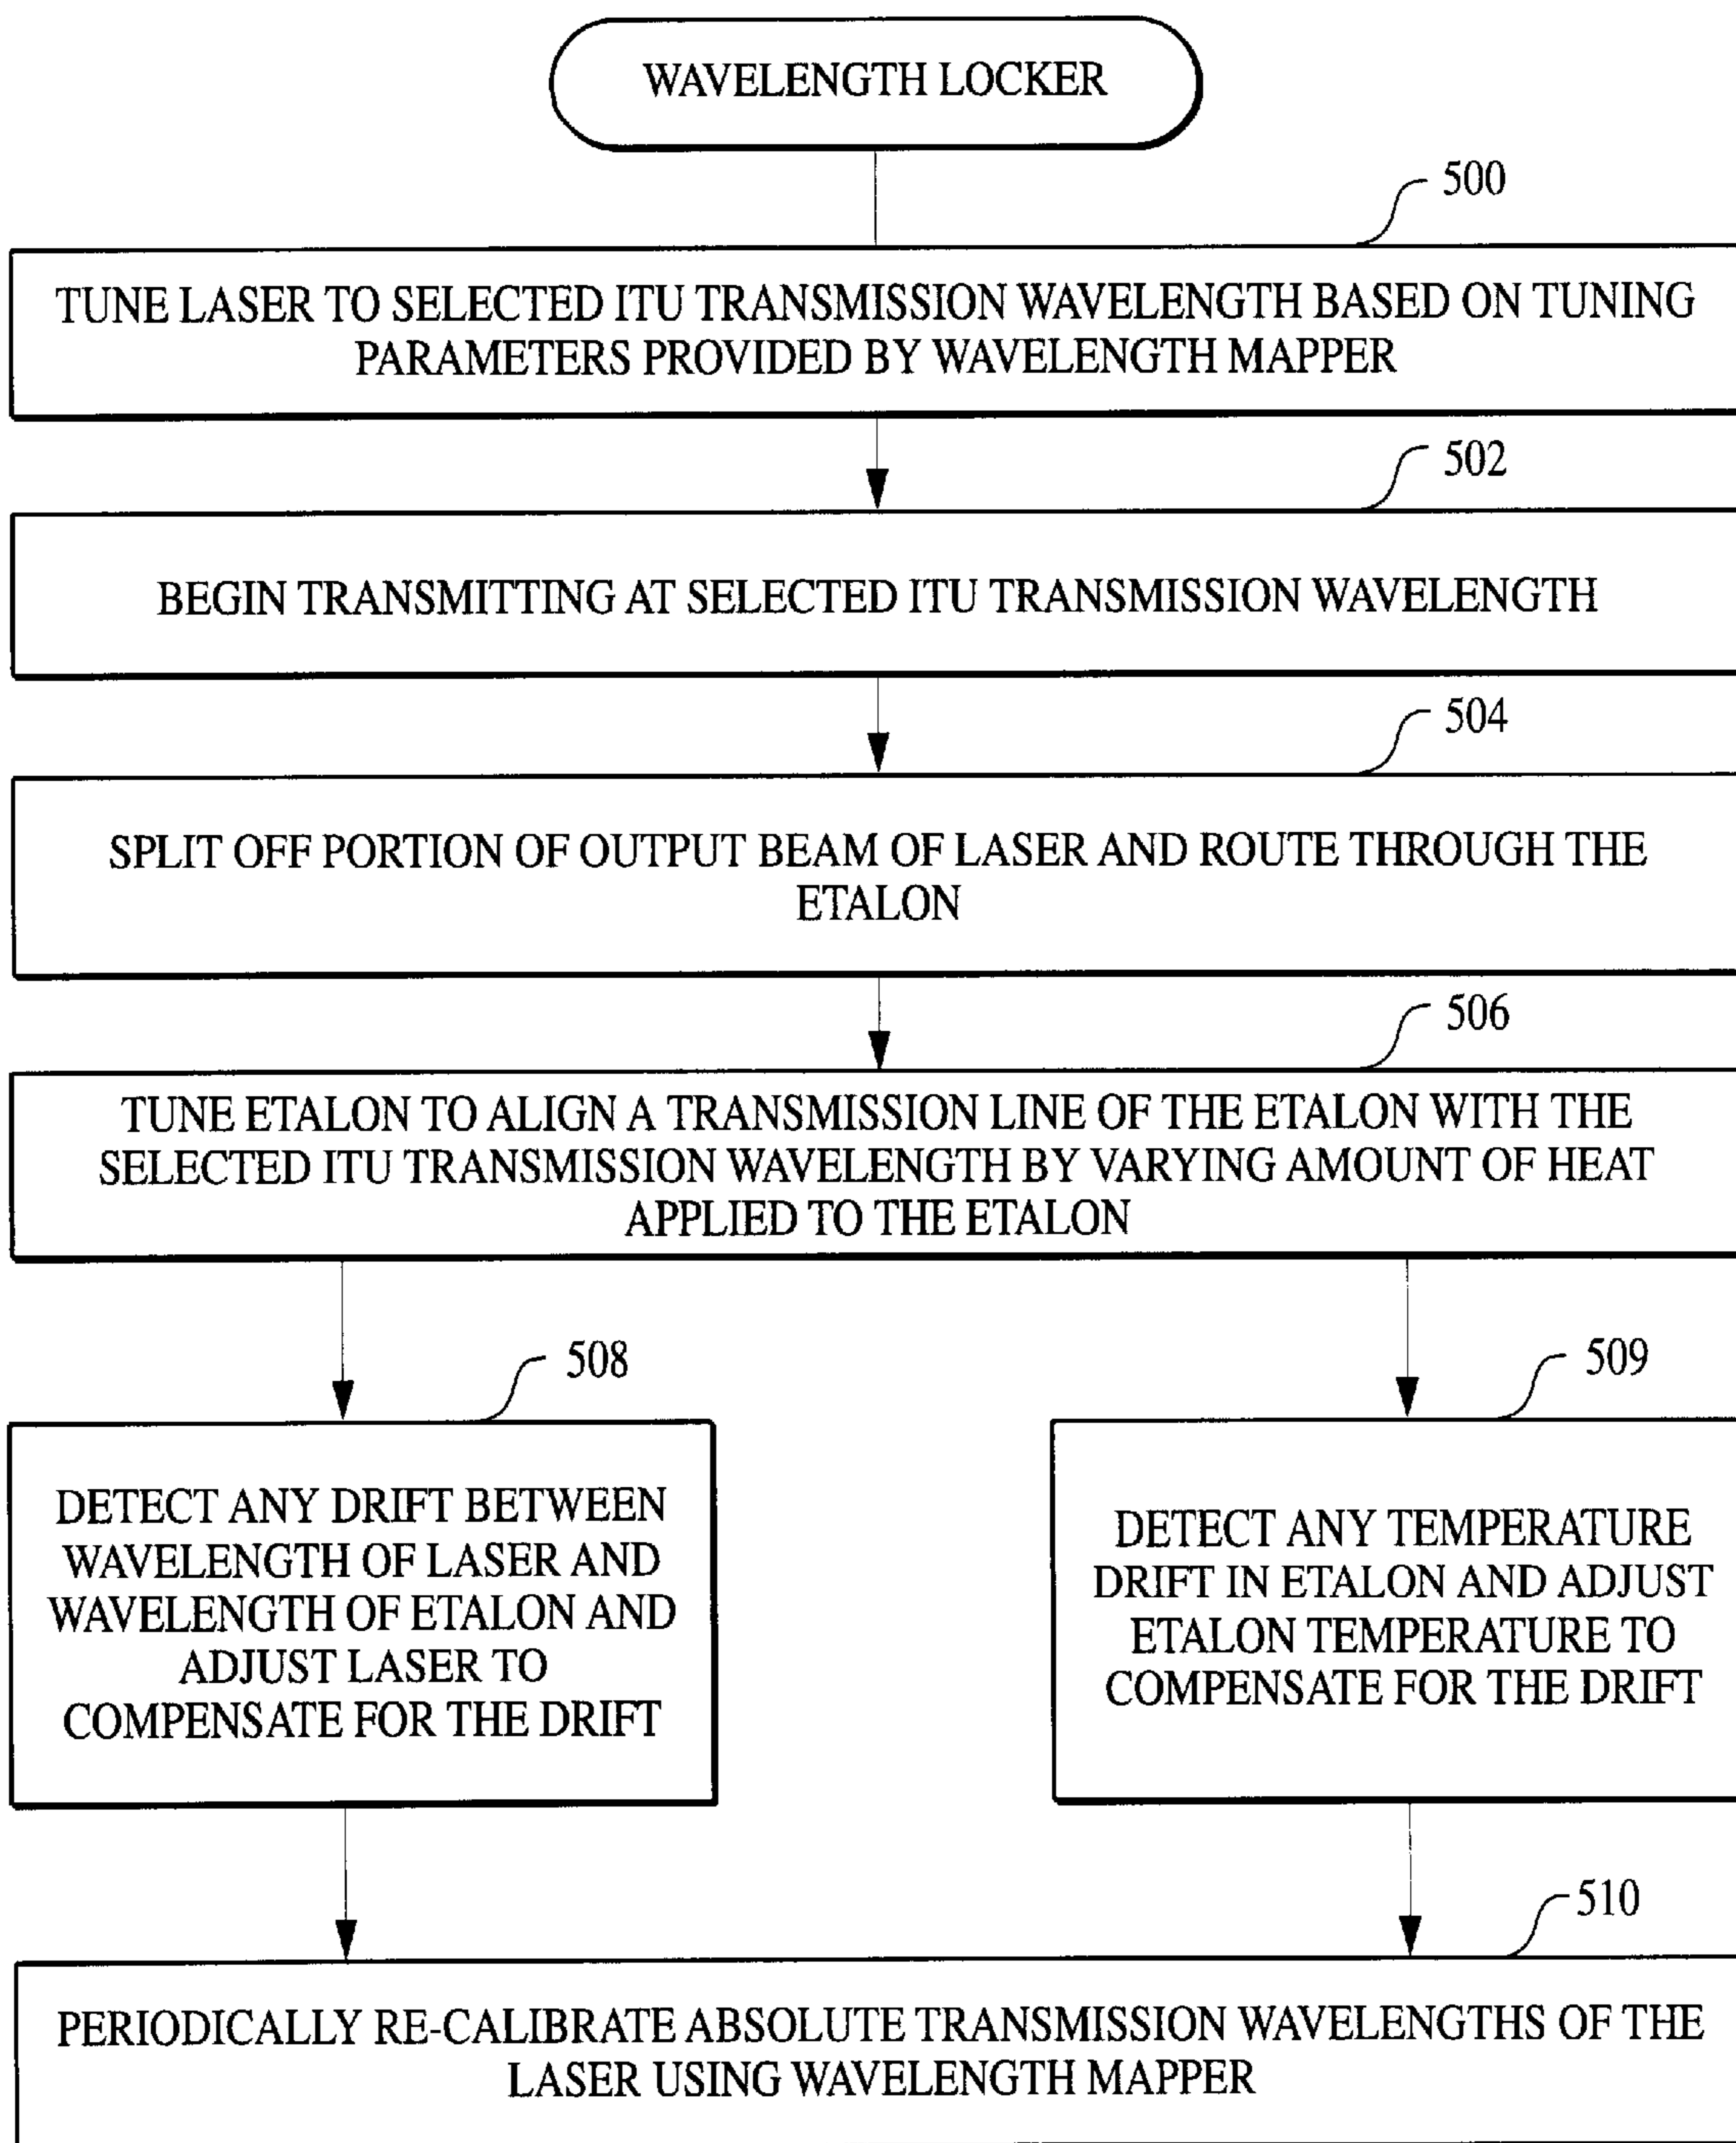 WAVELENGTH LOCKER
500
TUNE LASER TO SELECTED ITU TRANSMISSION WAVELENGTH BASED ON TUNING
PARAMETERS PROVIDED BY WAVELENGTH MAPPER
502
BEGIN TRANSMITTING AT SELECTED ITU TRANSMISSION WAVELENGTH
504
SPLIT OFF PORTION OF OUTPUT BEAM OF LASER AND ROUTE THROUGH THE
ETALON
506
TUNE ETALON TO ALIGN A TRANSMISSION LINE OF THE ETALON WITH THE
SELECTED ITU TRANSMISSION WAVELENGTH BY VARYING AMOUNT OF HEAT
APPLIED TO THE ETALON
508
DETECT ANY DRIFT BETWEEN
WAVELENGTH OF LASER AND
WAVELENGTH OF ETALON AND
ADJUST LASER TO
COMPENSATE FOR THE DRIFT
509
DETECT ANY TEMPERATURE
DRIFT IN ETALON AND ADJUST
ETALON TEMPERATURE TO
COMPENSATE FOR THE DRIFT
510
PERIODICALLY RE-CALIBRATE ABSOLUTE TRANSMISSION WAVELENGTHS OF THE
LASER USING WAVELENGTH MAPPER